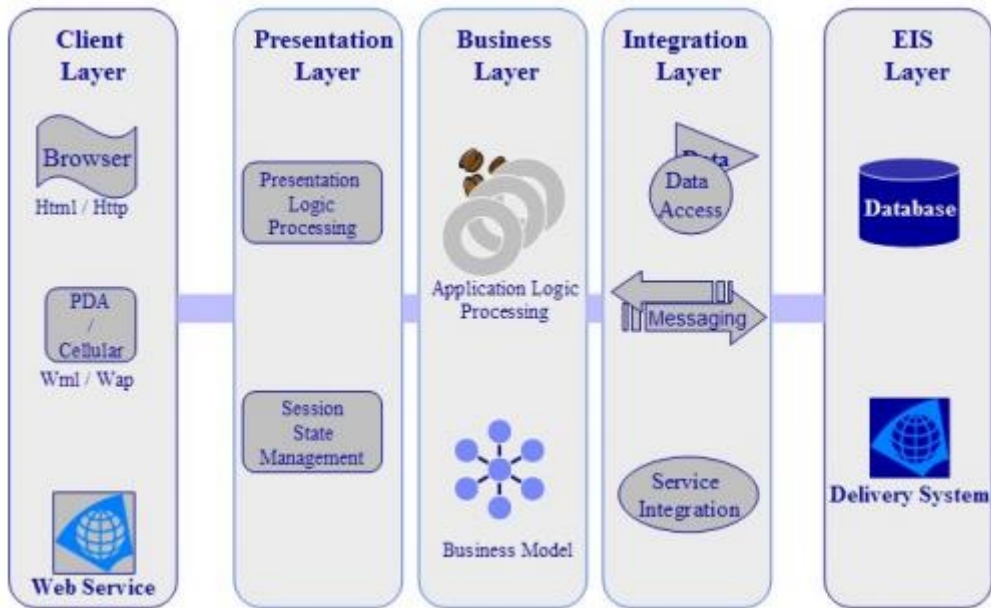 Client
Layer
Browser
Html / Http
PDA
/
Cellular
Wml / Wap
Web Service
Presentation
Layer
Presentation
Logic
Processing
Session
State
Management
Business
Layer
Application Logic
Processing
Business Model
Integration
Layer
Data
Data
Access
Messaging
Service
Integration
EIS
Layer
Database
Delivery System